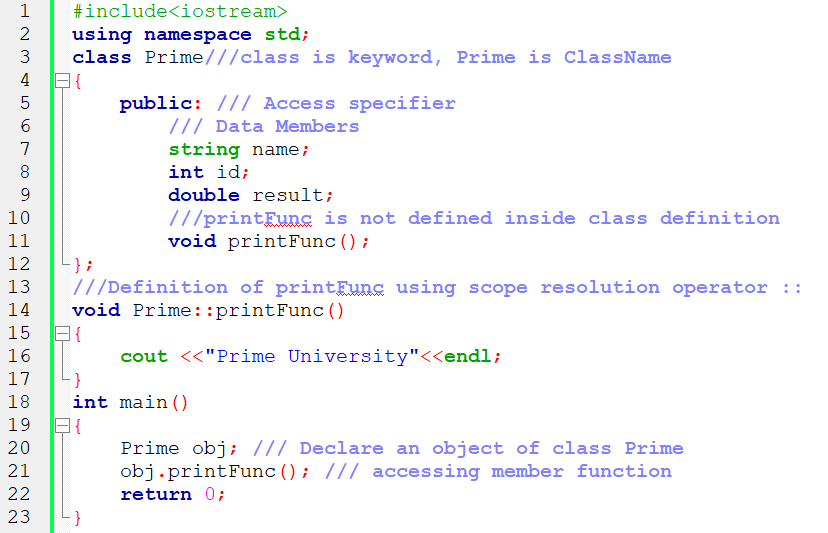 1 #include<iostream>
2 using namespace std;
3 class Prime///class is keyword, Prime is ClassName
4 {
5 public: /// Access specifier
6 /// Data Members
7 string name;
8 int id;
9 double result;
10 ///printFunc is not defined inside class definition
11 void printFunc();
12 };
13 ///Definition of printFunc using scope resolution operator ::
14 void Prime::printFunc()
15 {
16 cout <<"Prime University"<<endl;
17 }
18 int main()
19 {
20 Prime obj; /// Declare an object of class Prime
21 obj.printFunc(); /// accessing member function
22 return 0;
23 }